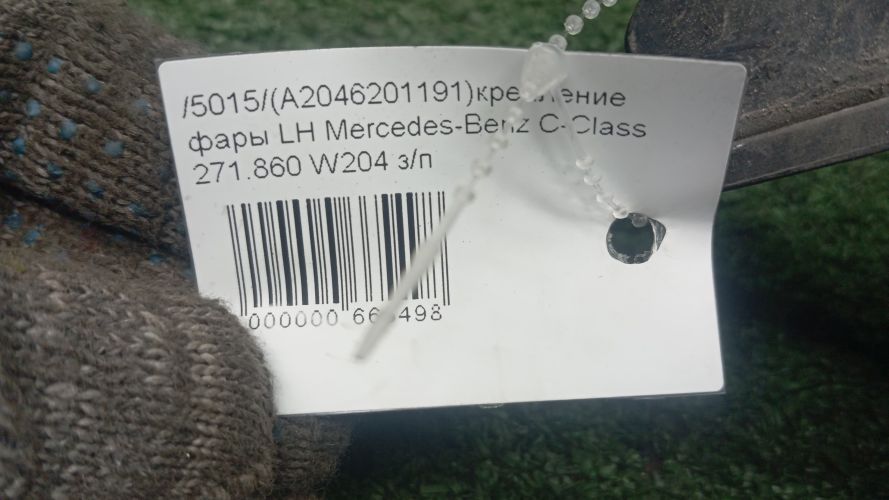 /5015/(A2046201191)крепление
фары LH Mercedes-Benz C-Class
271.860 W204 з/п